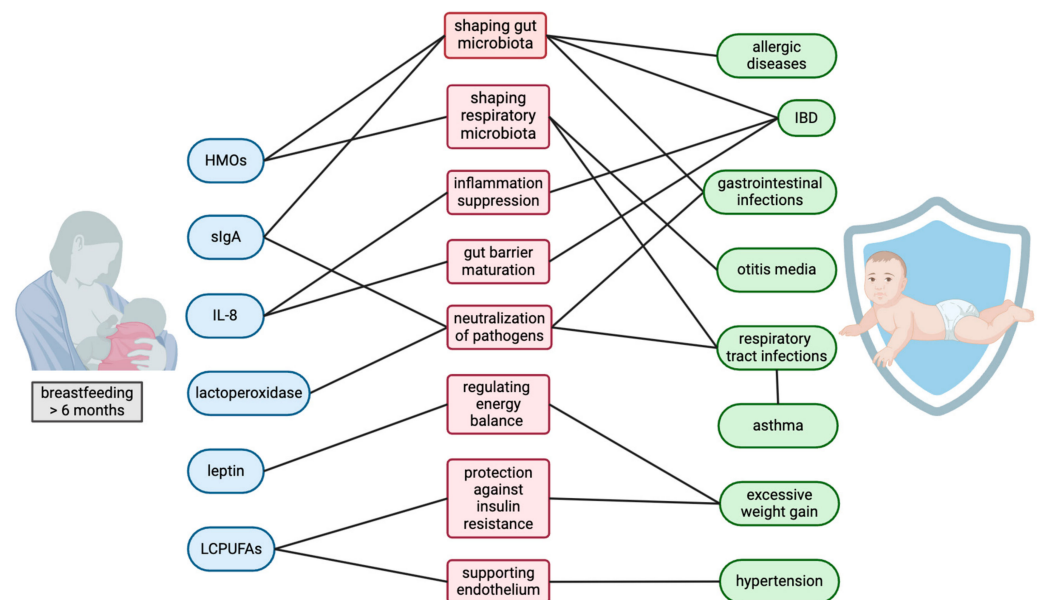 breastfeeding
> 6 months
HMOs
sIgA
IL-8
lactoperoxidase
leptin
LCPUFAs
shaping gut
microbiota
shaping
respiratory
microbiota
inflammation
suppression
gut barrier
maturation
neutralization
of pathogens
regulating
energy
balance
protection
against
insulin
resistance
supporting
endothelium
allergic
diseases
IBD
gastrointestinal
infections
otitis media
respiratory
tract infections
asthma
excessive
weight gain
hypertension